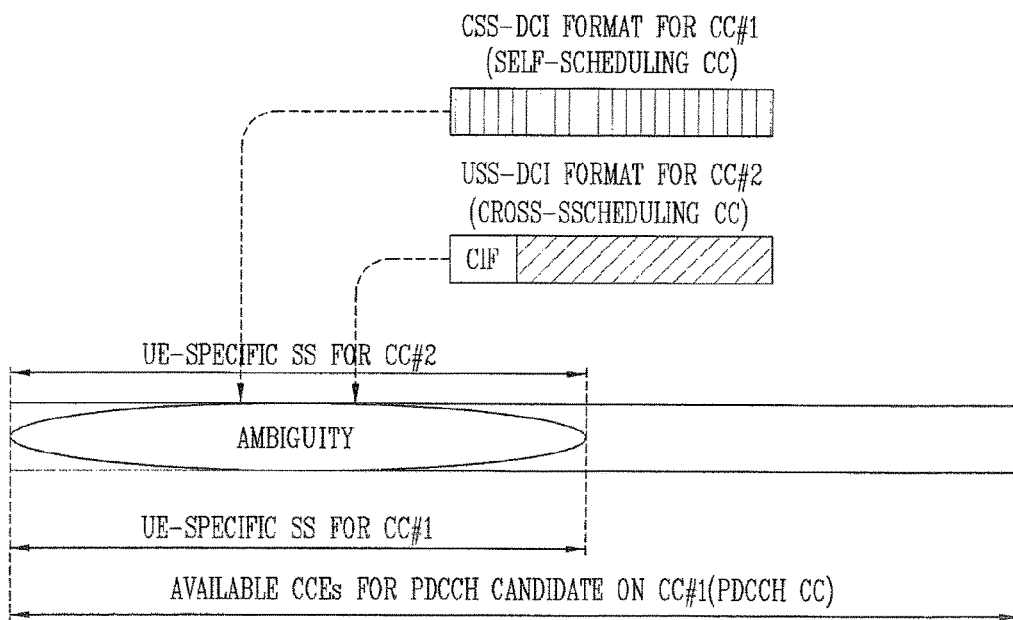 CSS-DCI FORMAT FOR CC#1
(SELF-SCHEDULING CC)
USS-DCI FORMAT FOR CC#2
(CROSS-SSCHEDULING CC)
CIF
UE-SPECIFIC SS FOR CC#2
AMBIGUITY
UE-SPECIFIC SS FOR CC#1
AVAILABLE CCEs FOR PDCCH CANDIDATE ON CC#1(PDCCH CC)